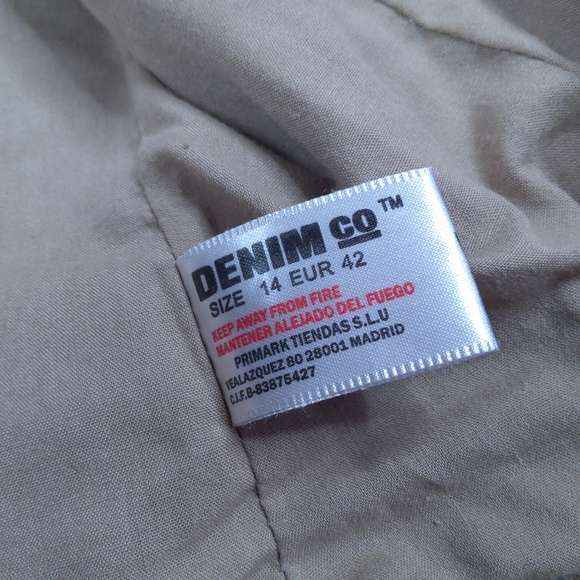 DENIM CO™
SIZE 14 EUR 42
KEEP AWAY FROM FIRE
MANTENER ALEJADO DEL FUEGO
PRIMARK TIENDAS S.L.U
VEALAZQUEZ 80 28001 MADRID
C.I.F.B-83875427